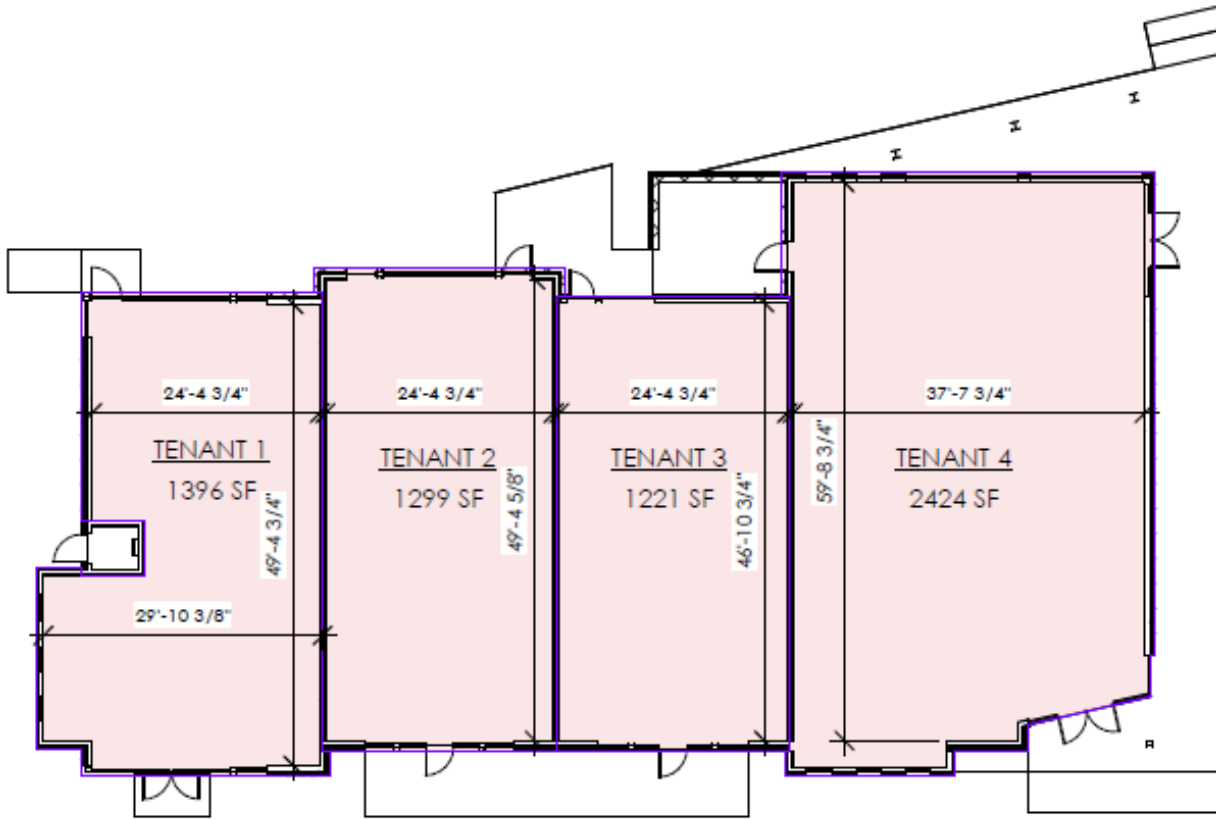 24'-4 3/4"
24'-4 3/4"
24'-4 3/4"
37'-7 3/4"
TENANT 1
1396 SF
49'-4 3/4"
TENANT 2
1299 SF
49'-4 5/8"
TENANT 3
1221 SF
46'-10 3/4"
59'-8 3/4"
TENANT 4
2424 SF
29'-10 3/8"